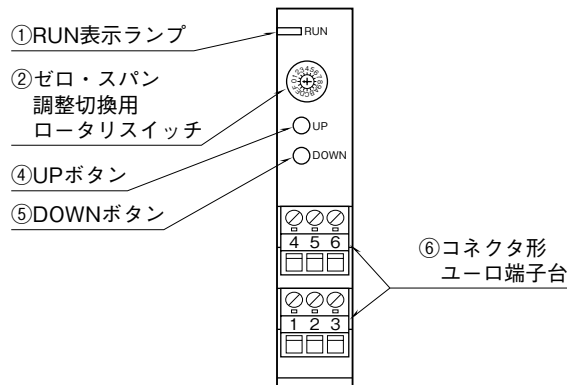 ①RUN表示ランプ
②ゼロ・スパン
調整切換用
ロータリスイッチ
④UPボタン
⑤DOWNボタン
RUN
UP
DOWN
4 5 6
1 2 3
⑥コネクタ形
ユーロ端子台